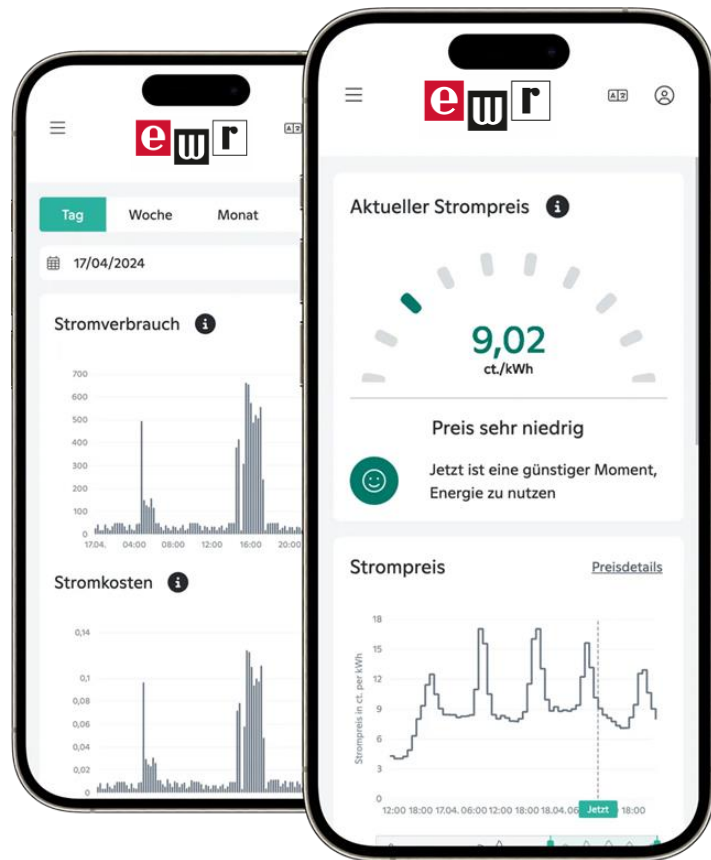 ewr
Tag Woche Monat
17/04/2024
Stromverbrauch
700
600
500
400
300
200
100
0
17.04. 04:00 08:00 12:00 16:00 20:00
Stromkosten
0,14
0,1
0,08
0,06
0,04
0,02
0
ewr
Aktueller Strompreis
9,02
ct./kWh
Preis sehr niedrig
Jetzt ist eine günstiger Moment,
Energie zu nutzen
Strompreis Preisdetails
Strompreis in ct. per kWh
18
15
12
9
6
3
0
12:00 18:00 17.04. 06:00 12:00 18:00 18.04. 06 Jetzt 18:00